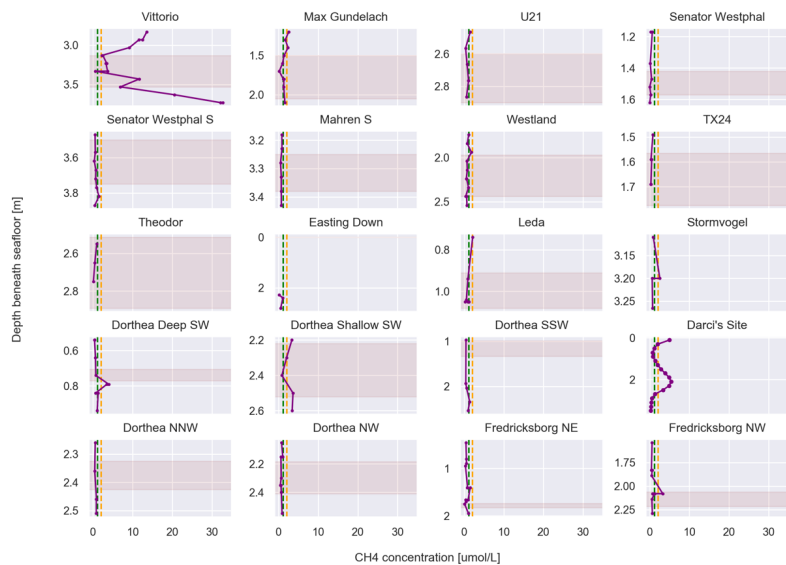 Vittorio
Max Gundelach
U21
Senator Westphal
3.0
3.5
1.5
2.0
2.6
2.8
1.2
1.4
1.6
Senator Westphal S
Mahren S
Westland
TX24
3.6
3.8
3.2
3.3
3.4
2.0
2.5
1.5
1.6
1.7
Depth beneath seafloor [m]
Theodor
Easting Down
Leda
Stormvogel
2.6
2.8
0
2
0.8
1.0
3.15
3.20
3.25
Dorthea Deep SW
Dorthea Shallow SW
Dorthea SSW
Darci's Site
0.6
0.8
2.2
2.4
2.6
1
2
0
2
Dorthea NNW
Dorthea NW
Fredricksborg NE
Fredricksborg NW
2.3
2.4
2.5
2.2
2.4
1
2
1.75
2.00
2.25
0 10 20 30
0 10 20 30
0 10 20 30
0 10 20 30
CH4 concentration [umol/L]